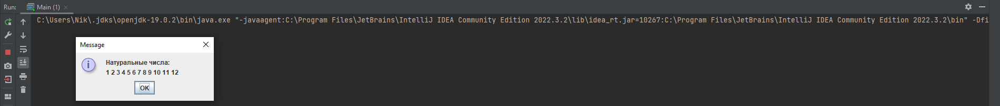 Run: Main (1)
C:\Users\Nik\.jdks\openjdk-19.0.2\bin\java.exe "-javaagent:C:\Program Files\JetBrains\IntelliJ IDEA Community Edition 2022.3.2\lib\idea_rt.jar=10267:C:\Program Files\JetBrains\IntelliJ IDEA Community Edition 2022.3.2\bin" -Dfi
Message
Натуральные числа:
1 2 3 4 5 6 7 8 9 10 11 12
OK